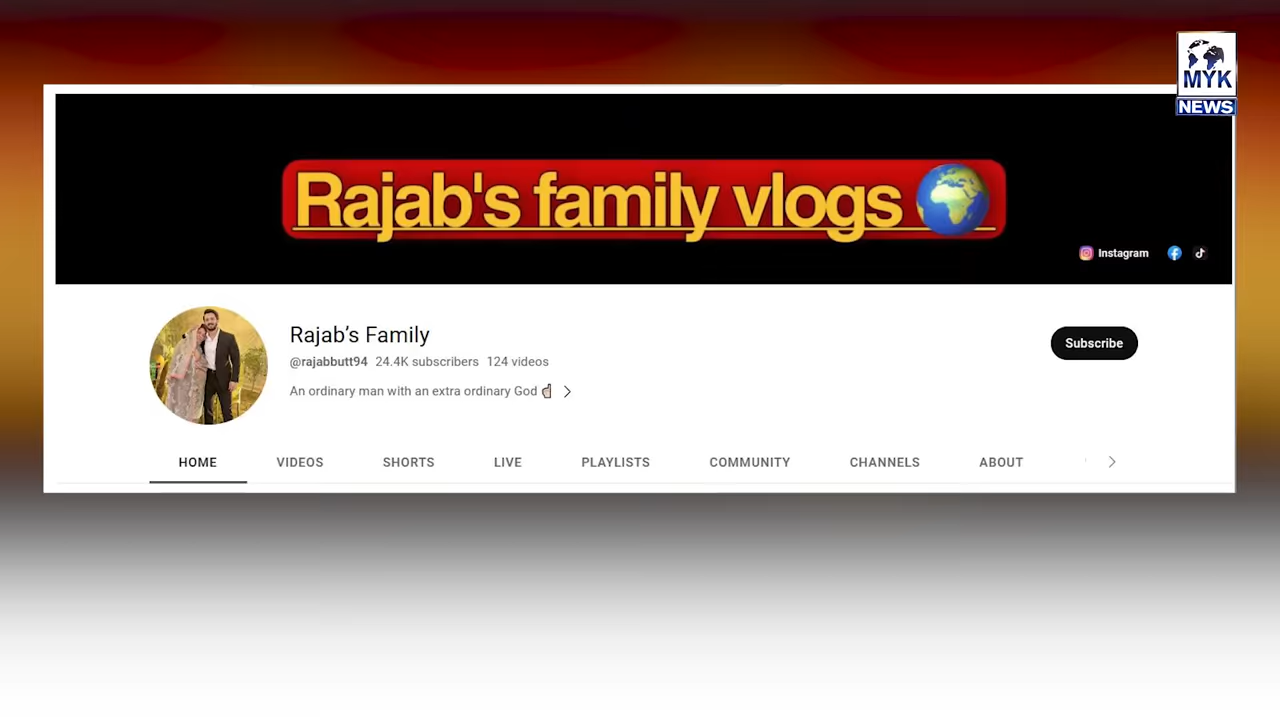 MYK
NEWS
Rajab's family vlogs
Instagram
Rajab’s Family
@rajabbutt94 24.4K subscribers 124 videos
An ordinary man with an extra ordinary God
Subscribe
HOME VIDEOS SHORTS LIVE PLAYLISTS COMMUNITY CHANNELS ABOUT